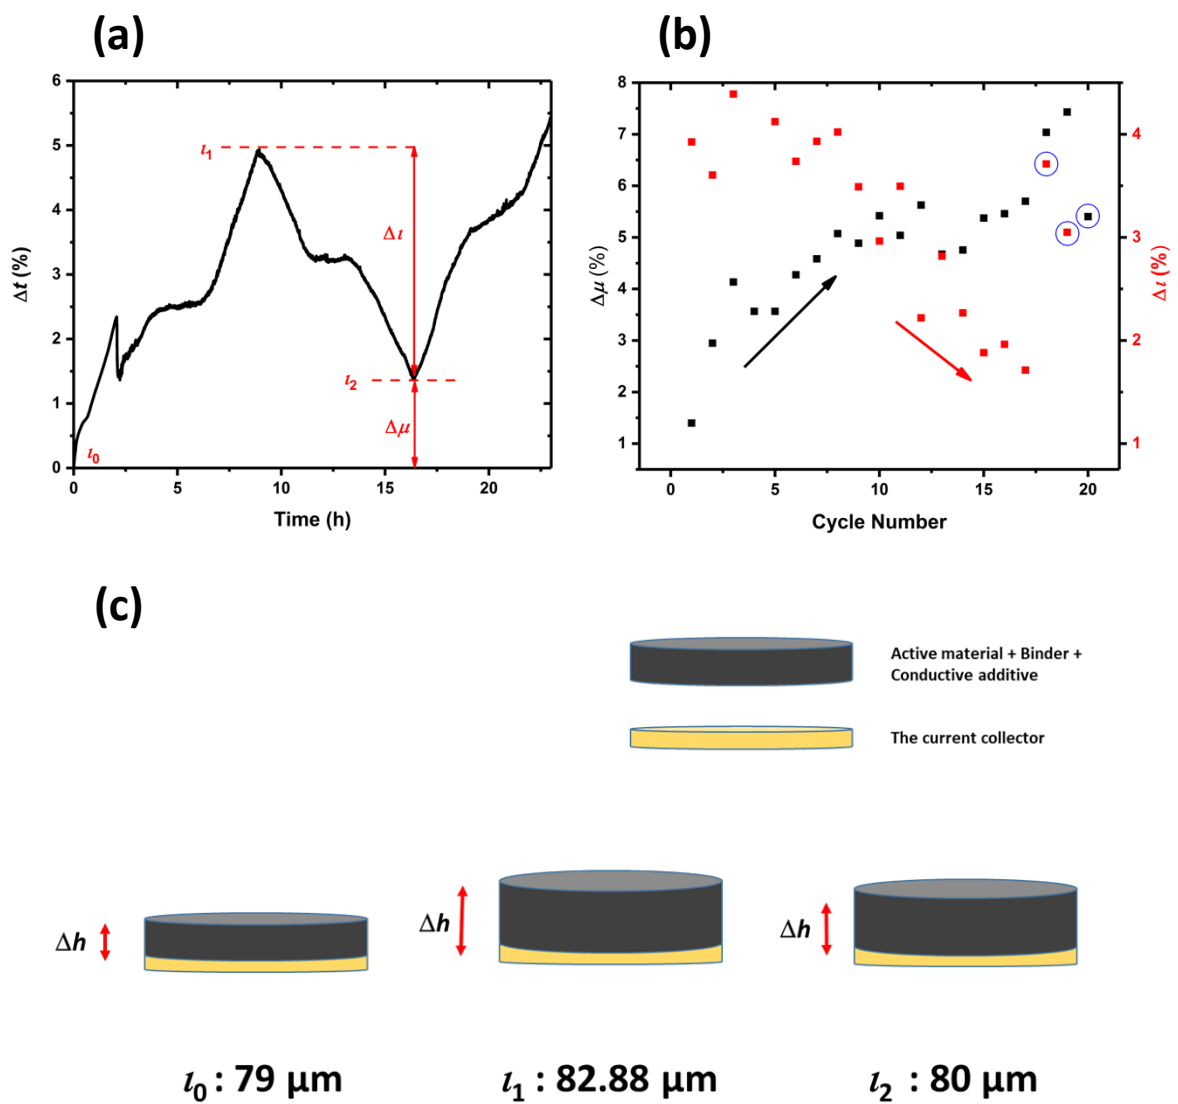 (a)
(b)
6
5
4
3
2
1
0
Δt (%)
0
5
10
15
20
Time (h)
ι1
ι2
ι0
Δι
Δμ
8
7
6
5
4
3
2
1
Δμ (%)
4
3
2
1
Δι (%)
0
5
10
15
20
Cycle Number
(c)
Active material + Binder +
Conductive additive
The current collector
Δh
Δh
Δh
ι0 : 79 μm
ι1 : 82.88 μm
ι2 : 80 μm